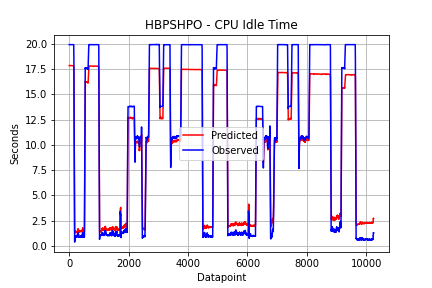 HBPSHPO - CPU Idle Time
20.0
17.5
15.0
12.5
10.0
7.5
5.0
2.5
0.0
Seconds
Predicted
Observed
0 2000 4000 6000 8000 10000
Datapoint